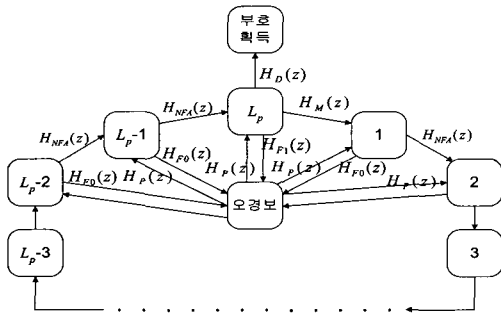 부호
획득
H_D(z)
H_NFA(z)
L_p
H_M(z)
L_p-1
1
H_NFA(z)
H_NFA(z)
H_F0(z)
H_P(z)
H_F1(z)
H_P(z)
H_F0(z)
L_p-2
H_F0(z)
H_P(z)
오경보
H_P(z)
2
L_p-3
3
. . . . . . . . . . . .